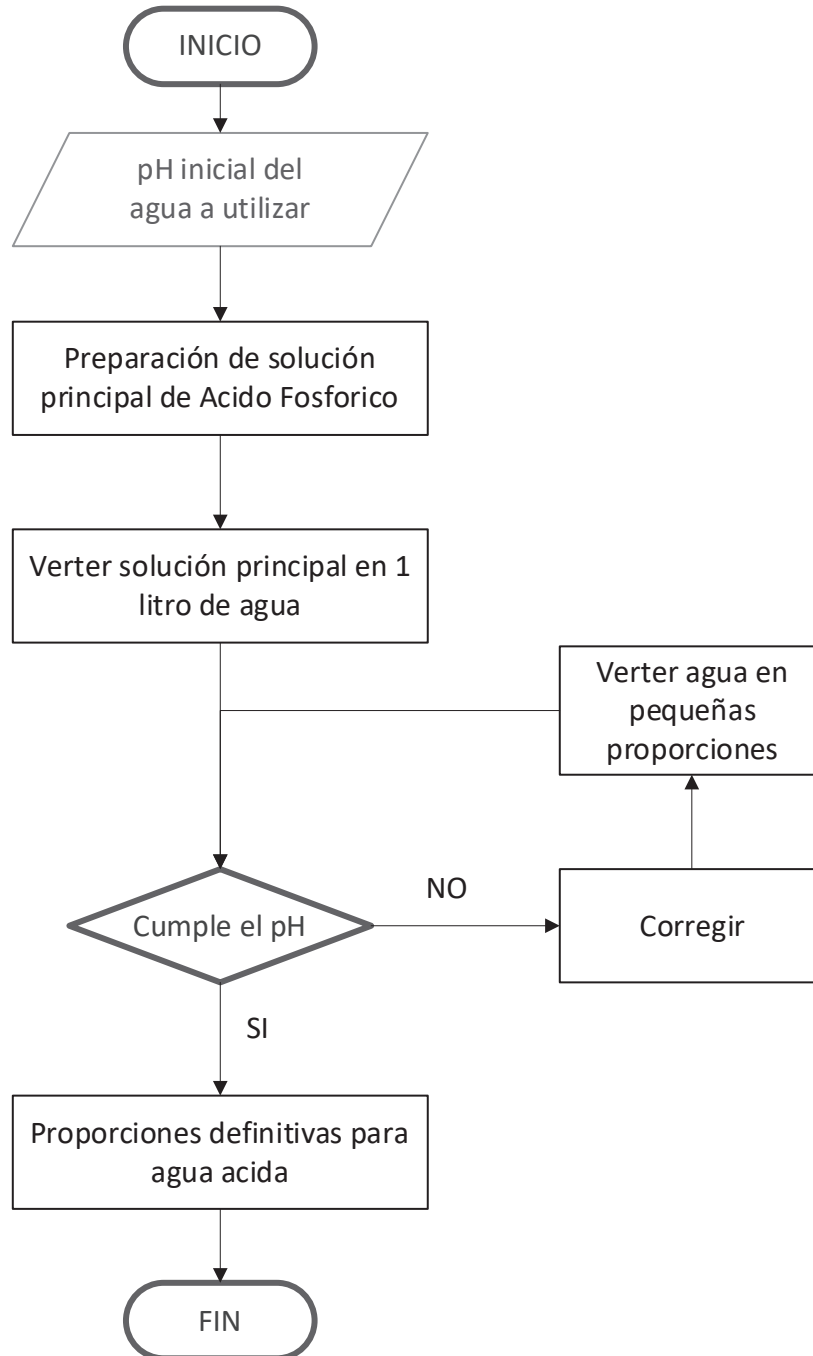 INICIO
pH inicial del
agua a utilizar
Preparación de solución
principal de Acido Fosforico
Verter solución principal en 1
litro de agua
Verter agua en
pequeñas
proporciones
Cumple el pH
NO
Corregir
SI
Proporciones definitivas para
agua acida
FIN